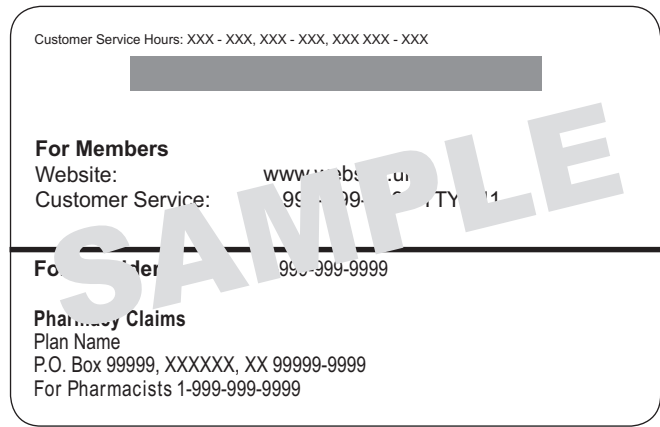 Customer Service Hours: XXX - XXX, XXX - XXX, XXX XXX - XXX
For Members
Website:
Customer Service:
SAMPLE
999-999-9999
Pharmacy Claims
Plan Name
P.O. Box 99999, XXXXXX, XX 99999-9999
For Pharmacists 1-999-999-9999